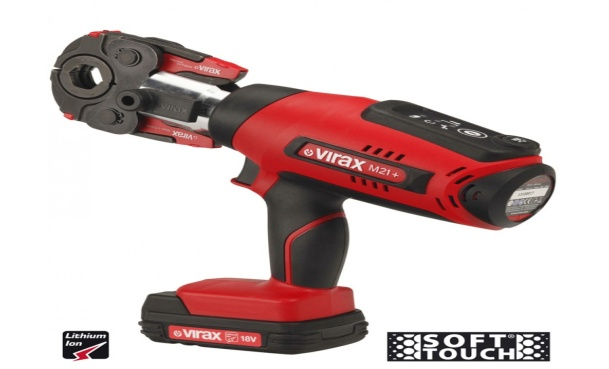 virax
virax
virax
virax M21+
virax 18V
Lithium
Ion
SOFT®
TOUCH